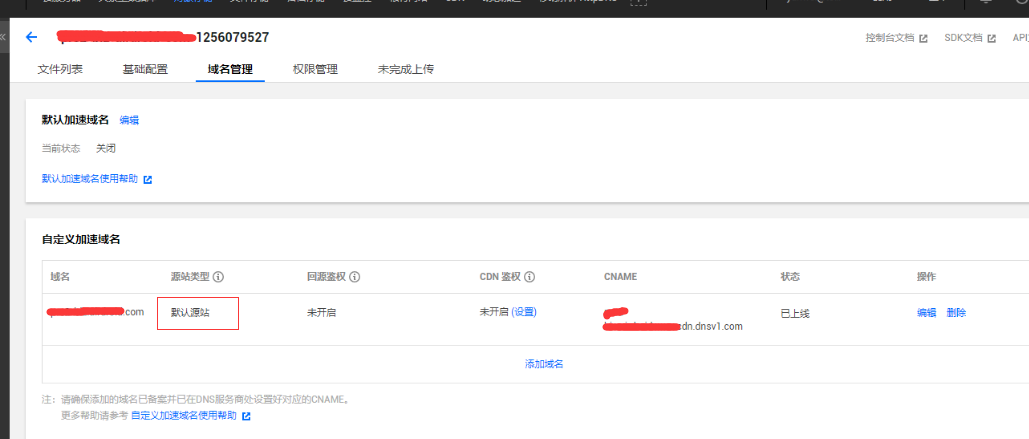 1256079527
控制台文档 SDK文档 API
文件列表 基础配置 域名管理 权限管理 未完成上传
默认加速域名 编辑
当前状态 关闭
默认加速域名使用帮助
自定义加速域名
域名 源站类型 回源鉴权 CDN 鉴权 CNAME 状态 操作
.com 默认源站 未开启 未开启 (设置) 已上线 编辑 删除
cdn.dnsv1.com
添加域名
注：请确保添加的域名已备案并已在DNS服务商处设置好对应的CNAME。
更多帮助请参考 自定义加速域名使用帮助